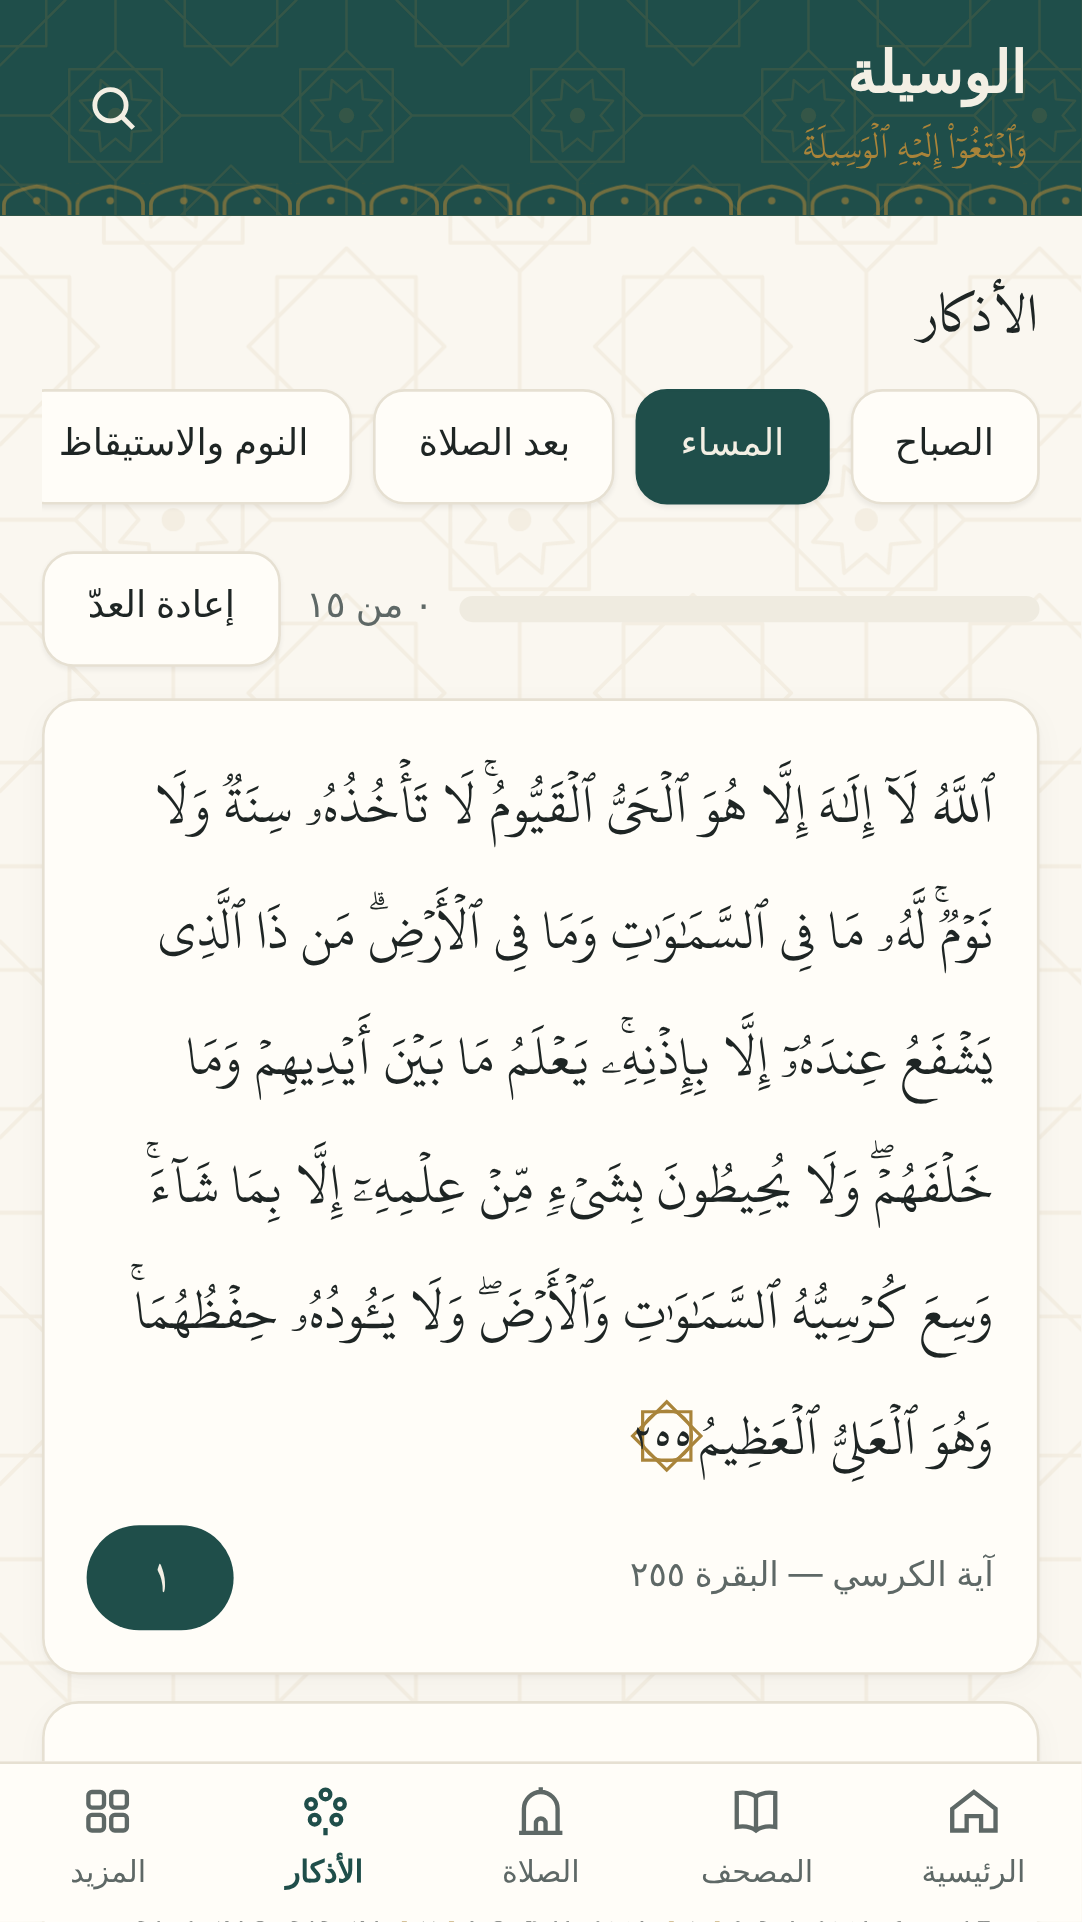 الوسيلة
وَٱبْتَغُوٓا۟ إِلَيْهِ ٱلْوَسِيلَةَ
الأذكار
الصباح
المساء
بعد الصلاة
النوم والاستيقاظ
٠ من ١٥
إعادة العدّ
ٱللَّهُ لَآ إِلَـٰهَ إِلَّا هُوَ ٱلْحَىُّ ٱلْقَيُّومُ ۚ لَا تَأْخُذُهُۥ سِنَةٌ وَلَا
نَوْمٌ ۚ لَّهُۥ مَا فِى ٱلسَّمَـٰوَٰتِ وَمَا فِى ٱلْأَرْضِ ۗ مَن ذَا ٱلَّذِى
يَشْفَعُ عِندَهُۥٓ إِلَّا بِإِذْنِهِۦ ۚ يَعْلَمُ مَا بَيْنَ أَيْدِيهِمْ وَمَا
خَلْفَهُمْ ۖ وَلَا يُحِيطُونَ بِشَىْءٍ مِّنْ عِلْمِهِۦٓ إِلَّا بِمَا شَآءَ ۚ
وَسِعَ كُرْسِيُّهُ ٱلسَّمَـٰوَٰتِ وَٱلْأَرْضَ ۖ وَلَا يَـُٔودُهُۥ حِفْظُهُمَا ۚ
وَهُوَ ٱلْعَلِىُّ ٱلْعَظِيمُ ٢٥٥
آية الكرسي — البقرة ٢٥٥
١
الرئيسية
المصحف
الصلاة
الأذكار
المزيد